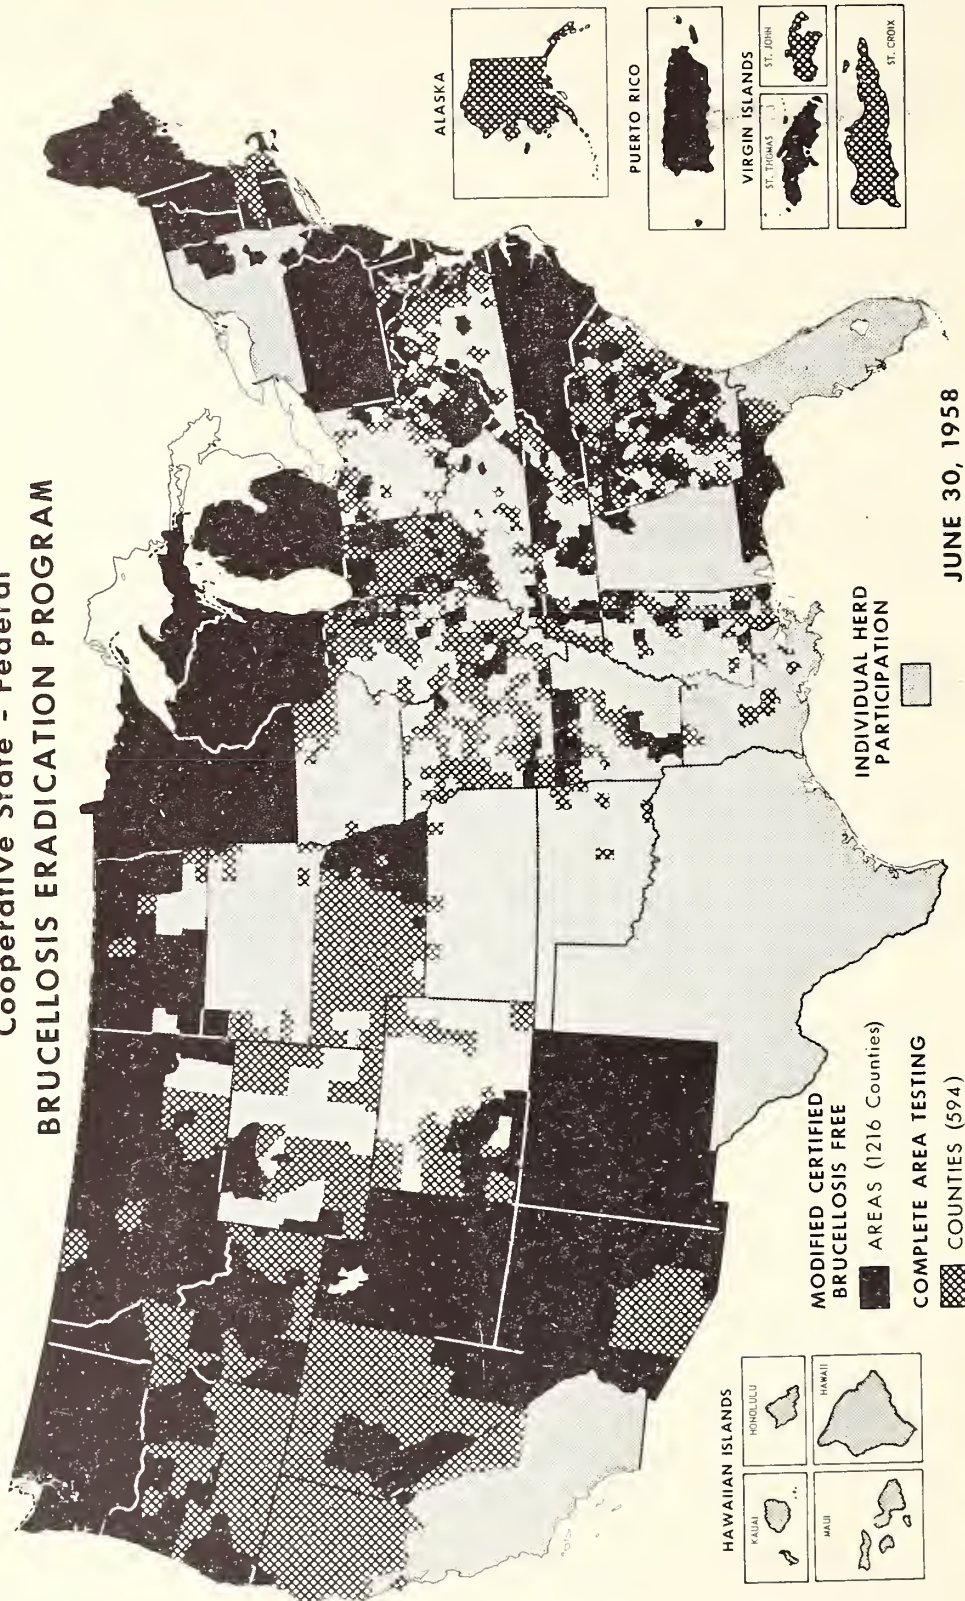 Cooperative State - Federal
BRUCELLOSIS ERADICATION PROGRAM
ALASKA
PUERTO RICO
VIRGIN ISLANDS
ST. THOMAS
ST. JOHN
ST. CROIX
HAWAIIAN ISLANDS
KAUAI
HONOLULU
MAUI
HAWAII
MODIFIED CERTIFIED
BRUCELLOSIS FREE
AREAS (1216 Counties)
COMPLETE AREA TESTING
COUNTIES (594)
INDIVIDUAL HERD
PARTICIPATION
JUNE 30, 1958